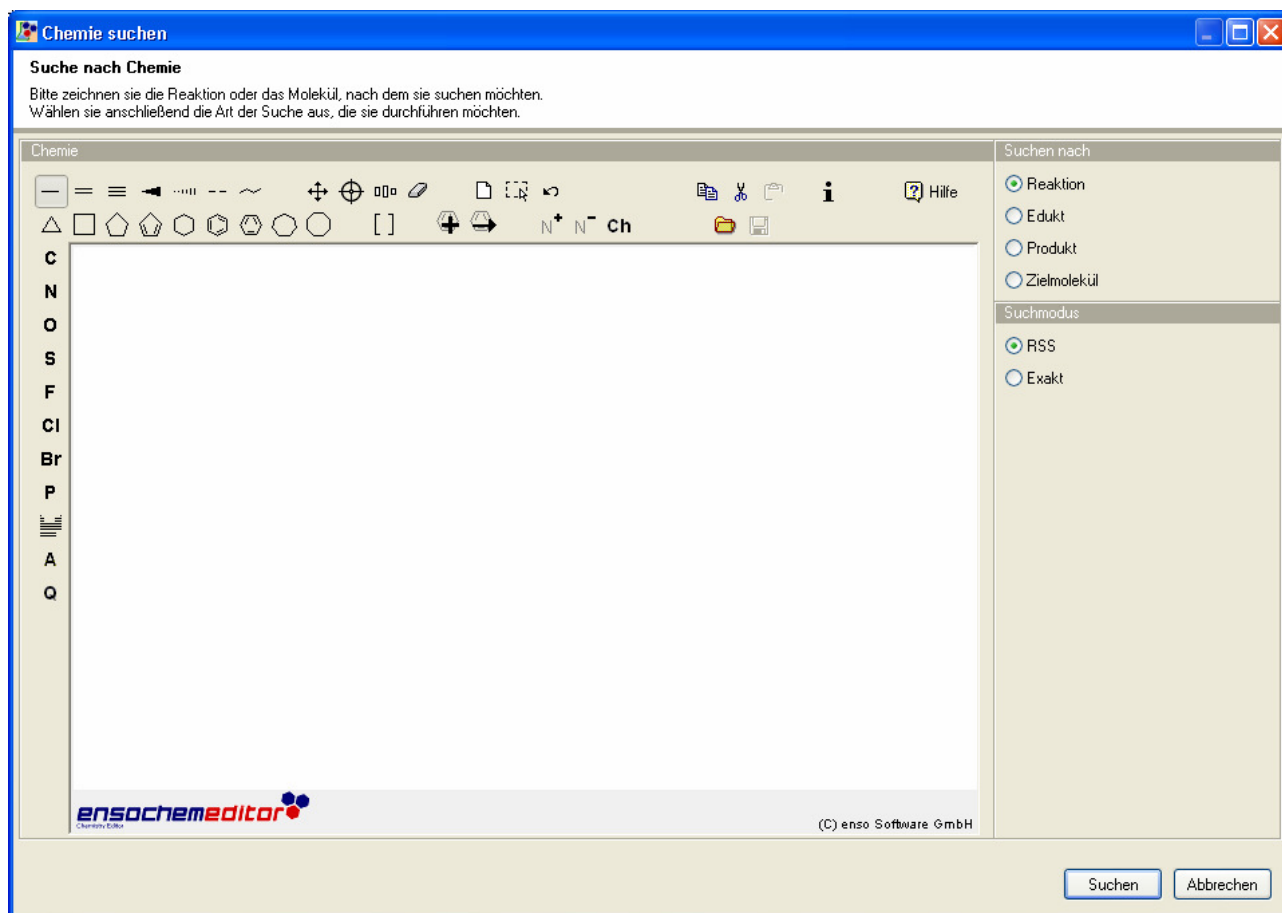 Chemie suchen
Suche nach Chemie
Bitte zeichnen sie die Reaktion oder das Molekül, nach dem sie suchen möchten.
Wählen sie anschließend die Art der Suche aus, die sie durchführen möchten.
Chemie
Suchen nach
Hilfe
N+ N- Ch
C
N
O
S
F
Cl
Br
P
A
Q
Reaktion
Edukt
Produkt
Zielmolekül
Suchmodus
RSS
Exakt
ensochemeditor
Chemistry Editor
(C) enso Software GmbH
Suchen
Abbrechen